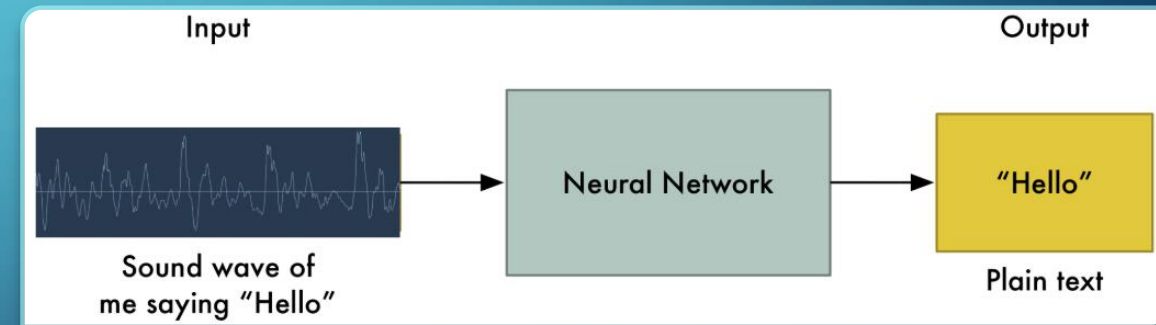 Input
Output
Neural Network
“Hello”
Sound wave of
me saying “Hello”
Plain text